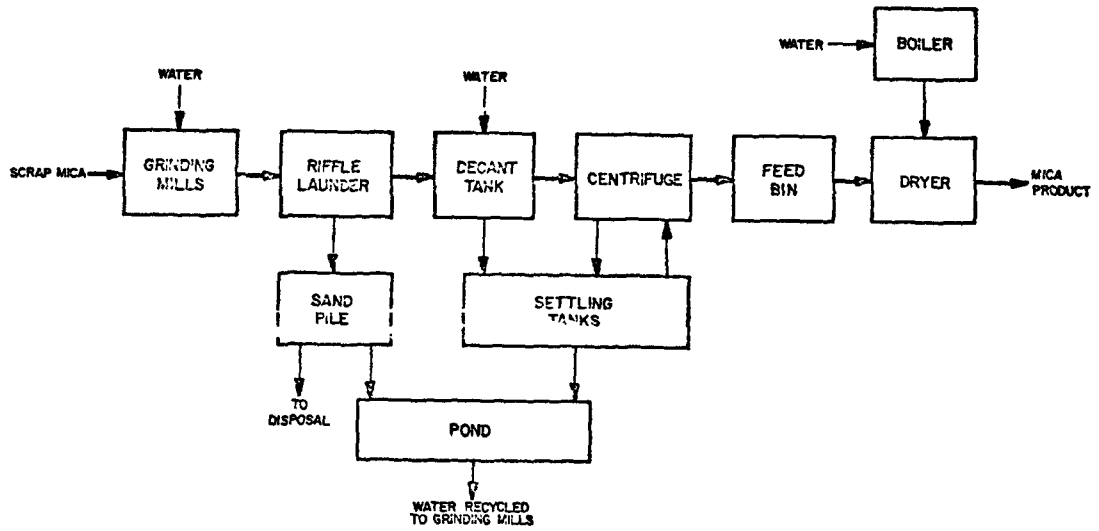 WATER
BOILER
WATER
WATER
SCRAP MICA
GRINDING
MILLS
RIFFLE
LAUNDER
DECANT
TANK
CENTRIFUGE
FEED
BIN
DRYER
MICA
PRODUCT
SAND
PILE
SETTLING
TANKS
TO
DISPOSAL
POND
WATER RECYCLED
TO GRINDING MILLS